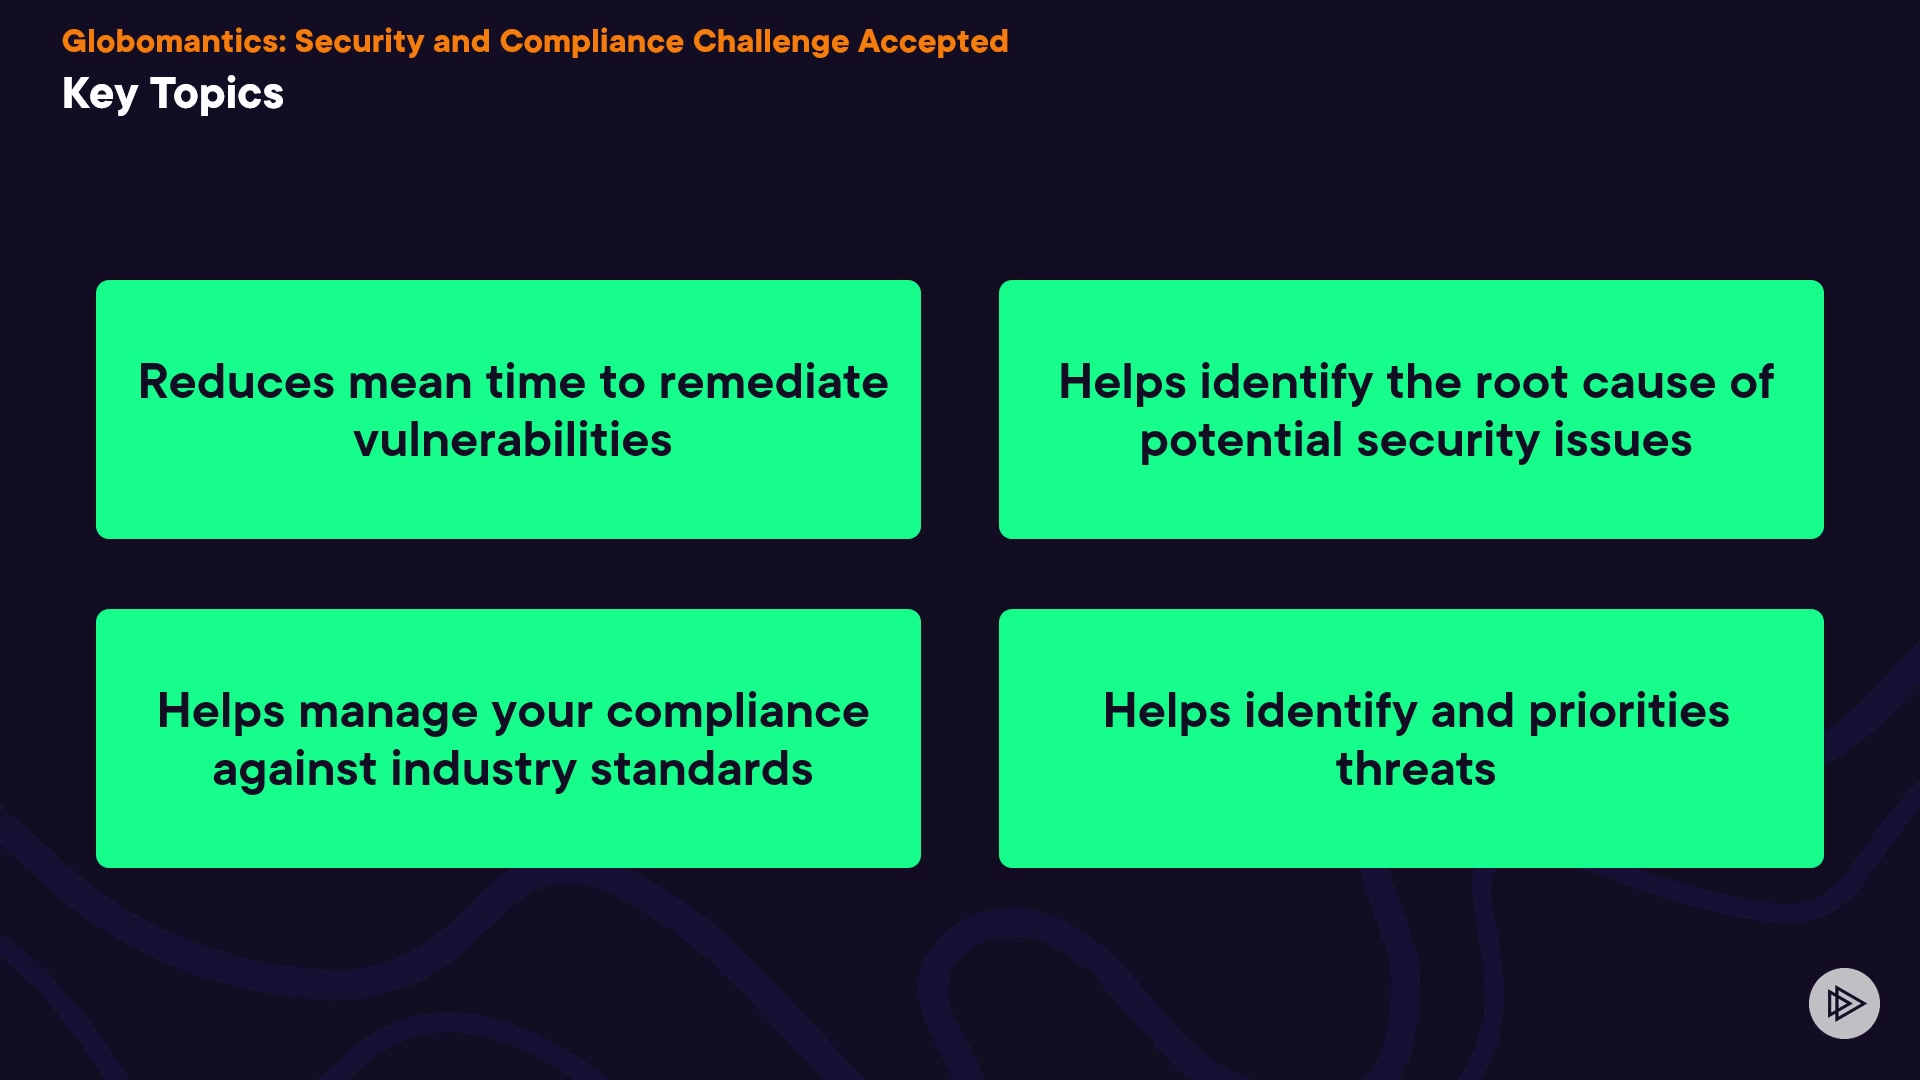 Globomantics: Security and Compliance Challenge Accepted
Key Topics
Reduces mean time to remediate
vulnerabilities
Helps identify the root cause of
potential security issues
Helps manage your compliance
against industry standards
Helps identify and priorities
threats